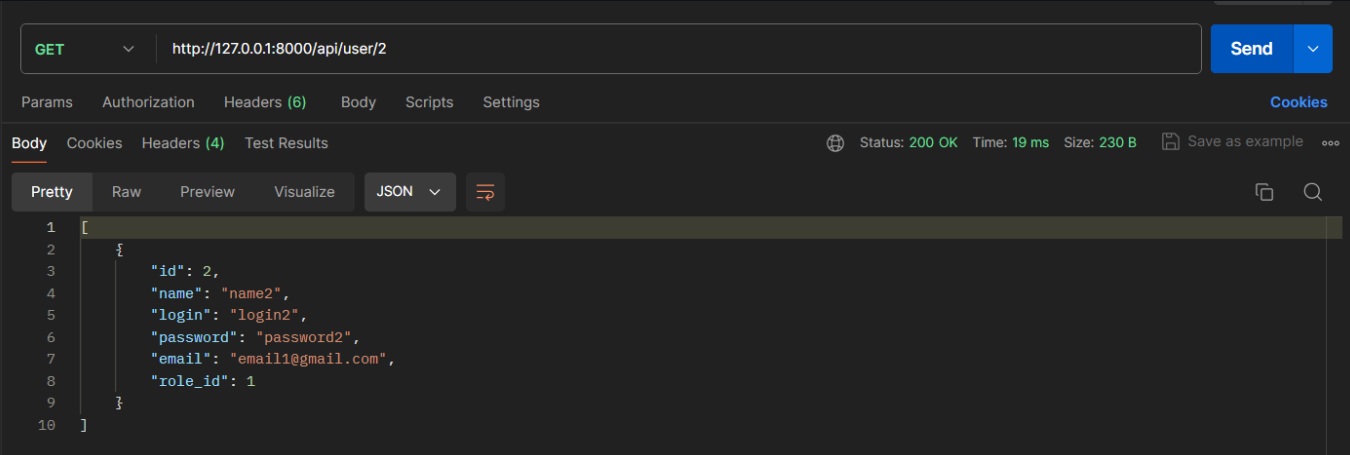 GET http://127.0.0.1:8000/api/user/2 Send
Params Authorization Headers (6) Body Scripts Settings Cookies
Body Cookies Headers (4) Test Results Status: 200 OK Time: 19 ms Size: 230 B Save as example
Pretty Raw Preview Visualize JSON
1 [
2 {
3 "id": 2,
4 "name": "name2",
5 "login": "login2",
6 "password": "password2",
7 "email": "email1@gmail.com",
8 "role_id": 1
9 }
10 ]